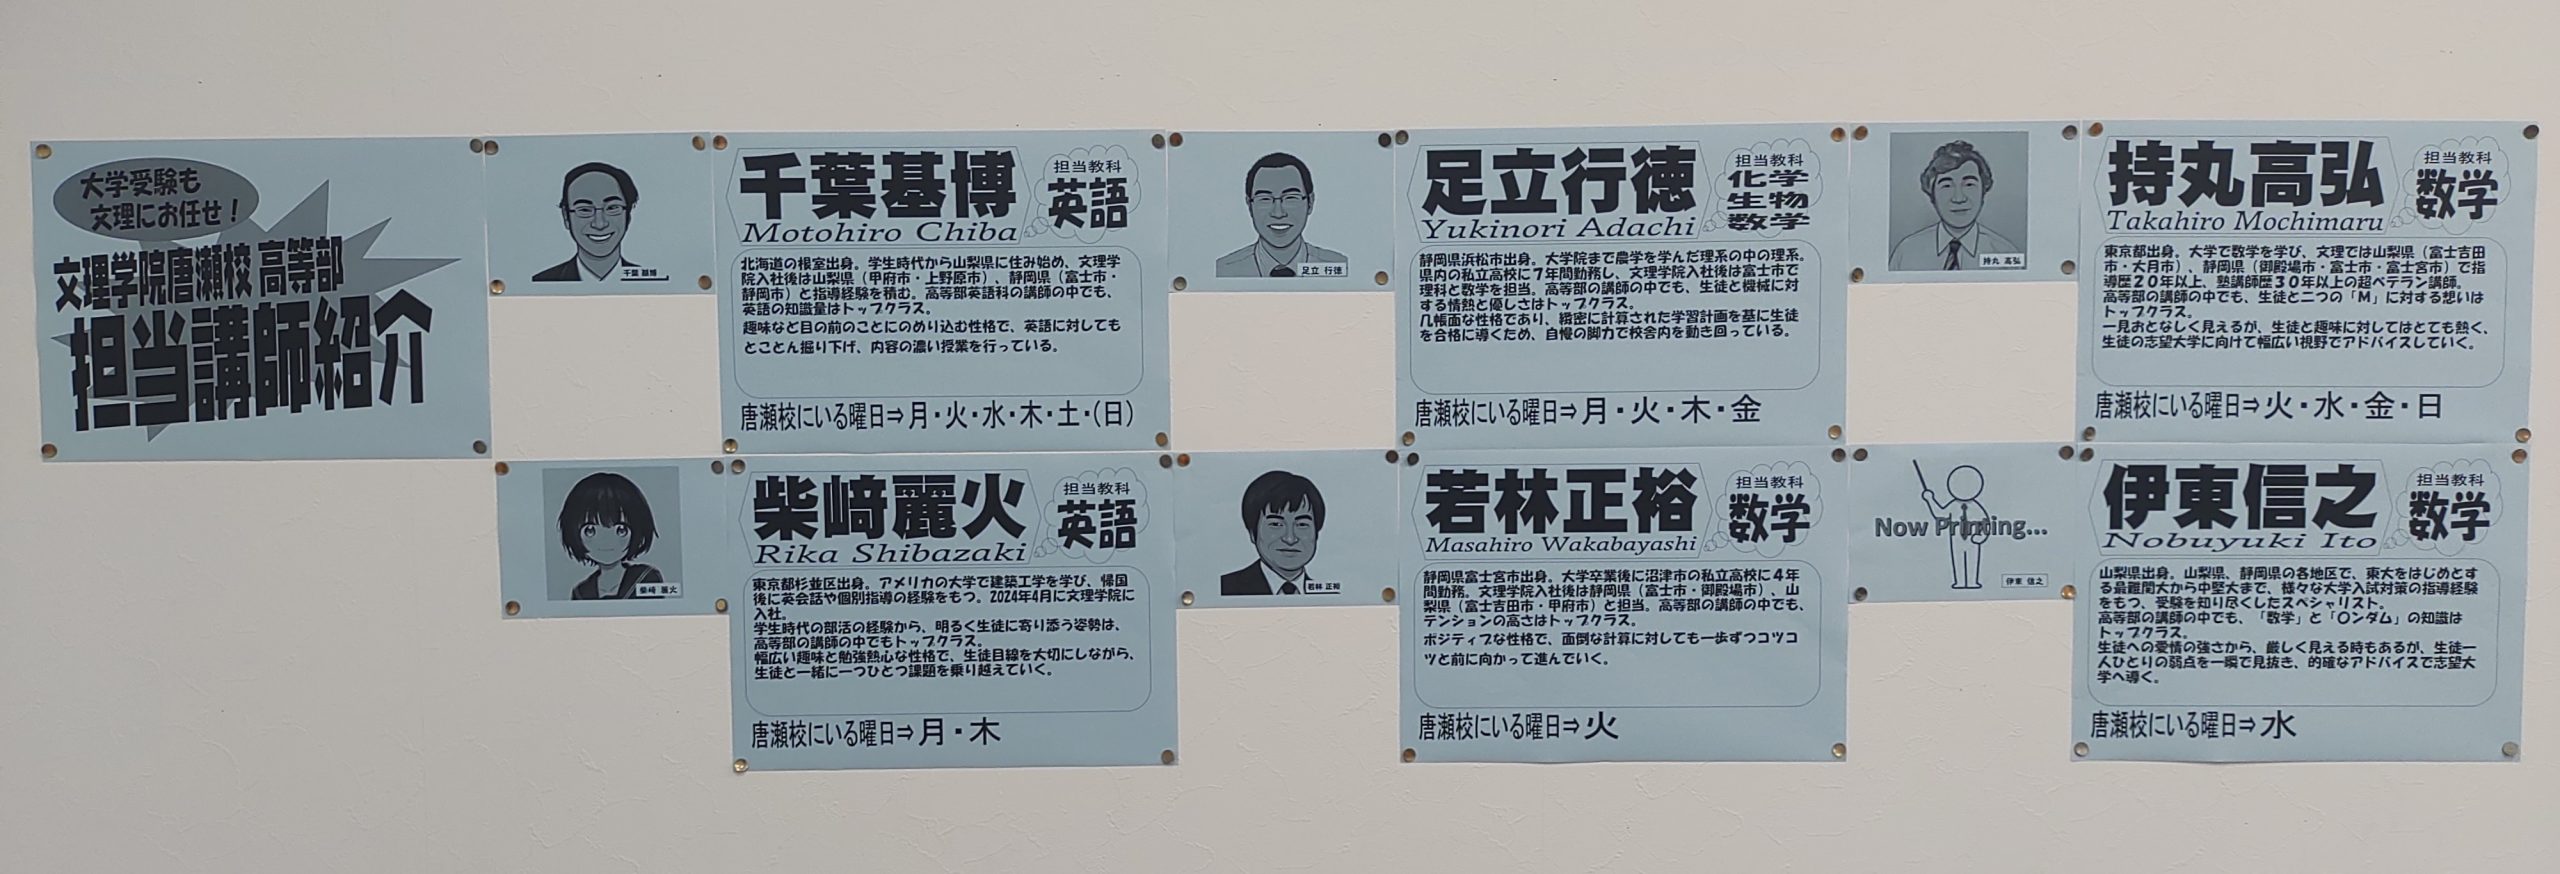 大学受験も
文理にお任せ！
文理学院唐瀬校 高等部
担当講師紹介
千葉 基博
千葉基博
Motohiro Chiba
担当教科
英語
北海道の根室出身。学生時代から山梨県に住み始め、文理学
院入社後は山梨県（甲府市・上野原市）、静岡県（富士市・
静岡市）と指導経験を積む。高等部英語科の講師の中でも、
英語の知識量はトップクラス。
趣味など目の前のことにのめり込む性格で、英語に対しても
とことん掘り下げ、内容の濃い授業を行っている。
唐瀬校にいる曜日⇒月・火・水・木・土・（日）
足立 行徳
足立行徳
Yukinori Adachi
担当教科
化学
生物
数学
静岡県浜松市出身。大学院まで農学を学んだ理系の中の理系。
県内の私立高校に７年間勤務し、文理学院入社後は富士市で
理科と数学を担当。高等部の講師の中でも、生徒と機械に対
する情熱と優しさはトップクラス。
几帳面な性格であり、緻密に計算された学習計画を基に生徒
を合格に導くため、自慢の脚力で校舎内を動き回っている。
唐瀬校にいる曜日⇒月・火・木・金
持丸 高弘
持丸高弘
Takahiro Mochimaru
担当教科
数学
東京都出身。大学で数学を学び、文理では山梨県（富士吉田
市・大月市）、静岡県（御殿場市・富士市・富士宮市）で指
導歴２０年以上、塾講師歴３０年以上の超ベテラン講師。
高等部の講師の中でも、生徒と二つの「Ｍ」に対する想いは
トップクラス。
一見おとなしく見えるが、生徒と趣味に対してはとても熱く、
生徒の志望大学に向けて幅広い視野でアドバイスしていく。
唐瀬校にいる曜日⇒火・水・金・日
柴﨑 麗火
柴﨑麗火
Rika Shibazaki
担当教科
英語
東京都杉並区出身。アメリカの大学で建築工学を学び、帰国
後に英会話や個別指導の経験をもつ。2024年4月に文理学院に
入社。
学生時代の部活の経験から、明るく生徒に寄り添う姿勢は、
高等部の講師の中でもトップクラス。
幅広い趣味と勉強熱心な性格で、生徒目線を大切にしながら、
生徒と一緒に一つひとつ課題を乗り越えていく。
唐瀬校にいる曜日⇒月・木
若林 正裕
若林正裕
Masahiro Wakabayashi
担当教科
数学
静岡県富士宮市出身。大学卒業後に沼津市の私立高校に４年
間勤務。文理学院入社後は静岡県（富士市・御殿場市）、山
梨県（富士吉田市・甲府市）と担当。高等部の講師の中でも、
テンションの高さはトップクラス。
ポジティブな性格で、面倒な計算に対しても一歩ずつコツコ
ツと前に向かって進んでいく。
唐瀬校にいる曜日⇒火
Now Printing...
伊東 信之
伊東信之
Nobuyuki Ito
担当教科
数学
山梨県出身。山梨県、静岡県の各地区で、東大をはじめとす
る最難関大から中堅大まで、様々な大学入試対策の指導経験
をもつ、受験を知り尽くしたスペシャリスト。
高等部の講師の中でも、「数学」と「〇ンダム」の知識は
トップクラス。
生徒への愛情の強さから、厳しく見える時もあるが、生徒一
人ひとりの弱点を一瞬で見抜き、的確なアドバイスで志望大
学へ導く。
唐瀬校にいる曜日⇒水